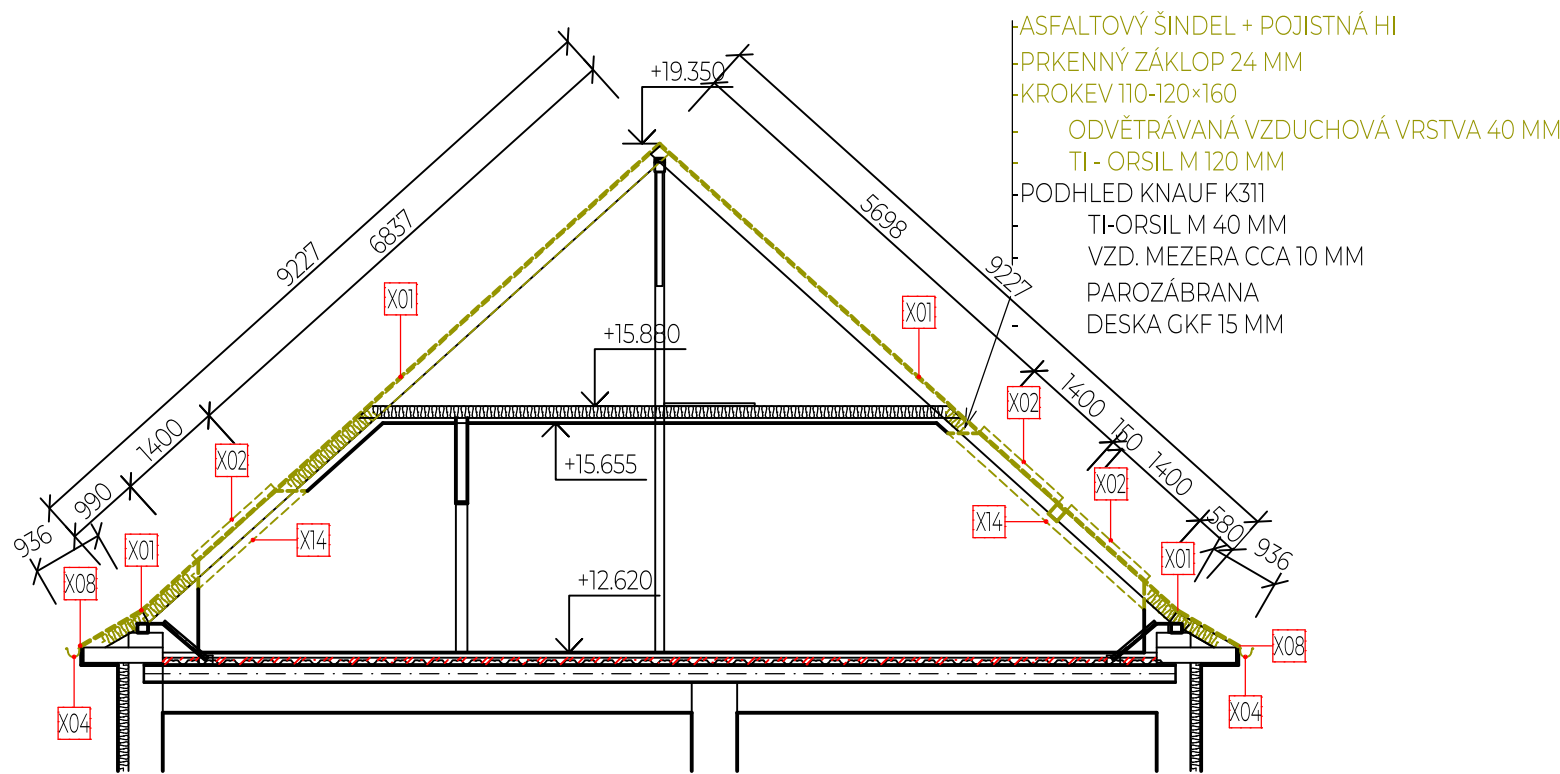 ASFALTOVÝ ŠINDEL + POJISTNÁ HI
PRKENNÝ ZÁKLOP 24 MM
KROKEV 110-120×160
ODVĚTRÁVANÁ VZDUCHOVÁ VRSTVA 40 MM
TI - ORSIL M 120 MM
PODHLED KNAUF K311
TI-ORSIL M 40 MM
VZD. MEZERA CCA 10 MM
PAROZÁBRANA
DESKA GKF 15 MM
+19.350
9227
6837
5698
9227
X01
X01
+15.880
1400
X02
+15.655
990
936
X01
X14
X08
X04
+12.620
1400
X02
150
X02
1400
X14
580
936
X01
X08
X04